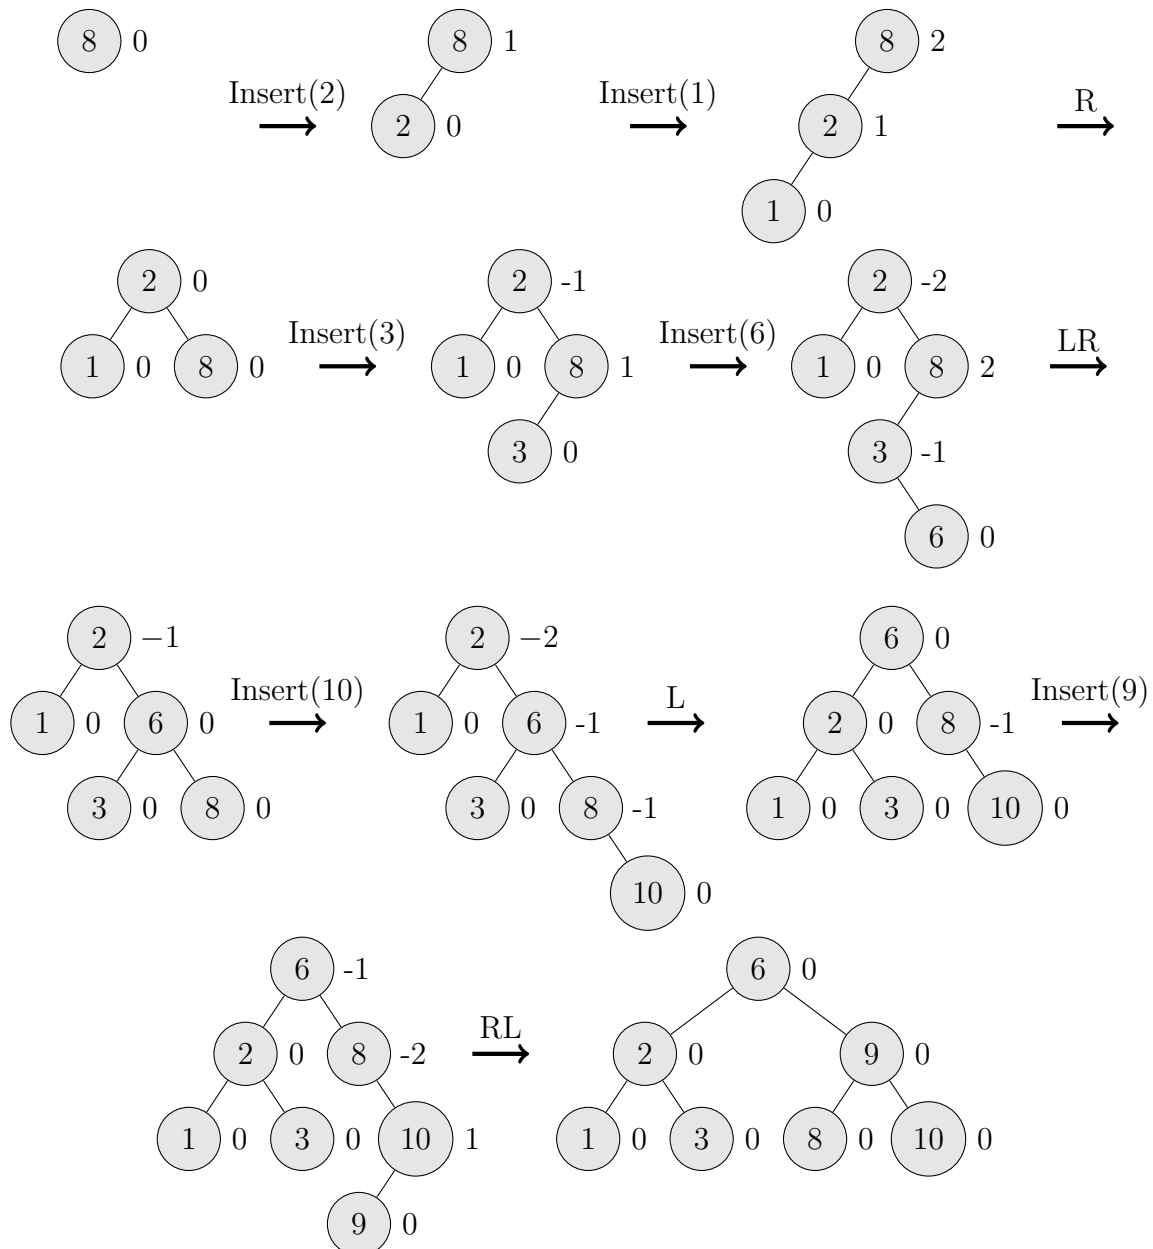 8 0
Insert(2)
8 1
2 0
Insert(1)
8 2
2 1
1 0
R
2 0
1 0 8 0
Insert(3)
2 -1
1 0 8 1
3 0
Insert(6)
2 -2
1 0 8 2
3 -1
6 0
LR
2 −1
1 0 6 0
3 0 8 0
Insert(10)
2 −2
1 0 6 -1
3 0 8 -1
10 0
L
6 0
2 0 8 -1
1 0 3 0 10 0
Insert(9)
6 -1
2 0 8 -2
1 0 3 0 10 1
9 0
RL
6 0
2 0 9 0
1 0 3 0 8 0 10 0